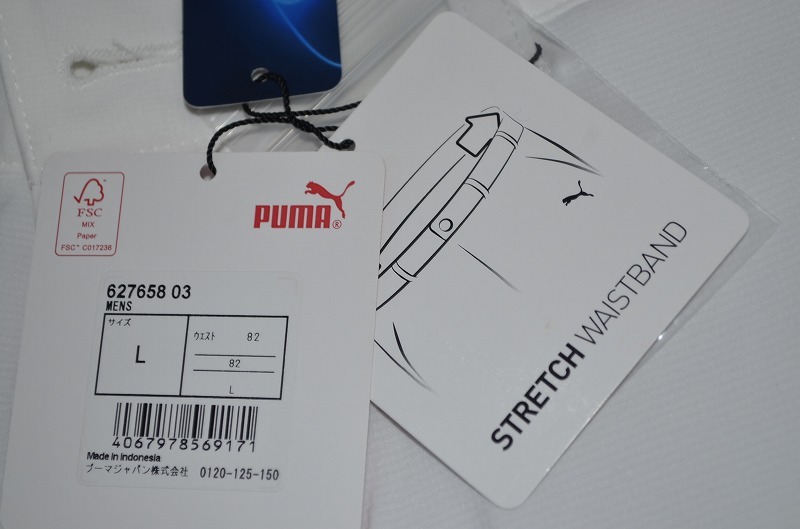 FSC
MIX
Paper
FSC™ C017236
PUMA®
627658 03
MENS
サイズ
L
ウエスト 82
82
L
4067978569171
Made in Indonesia
プーマジャパン株式会社 0120-125-150
STRETCH WAISTBAND